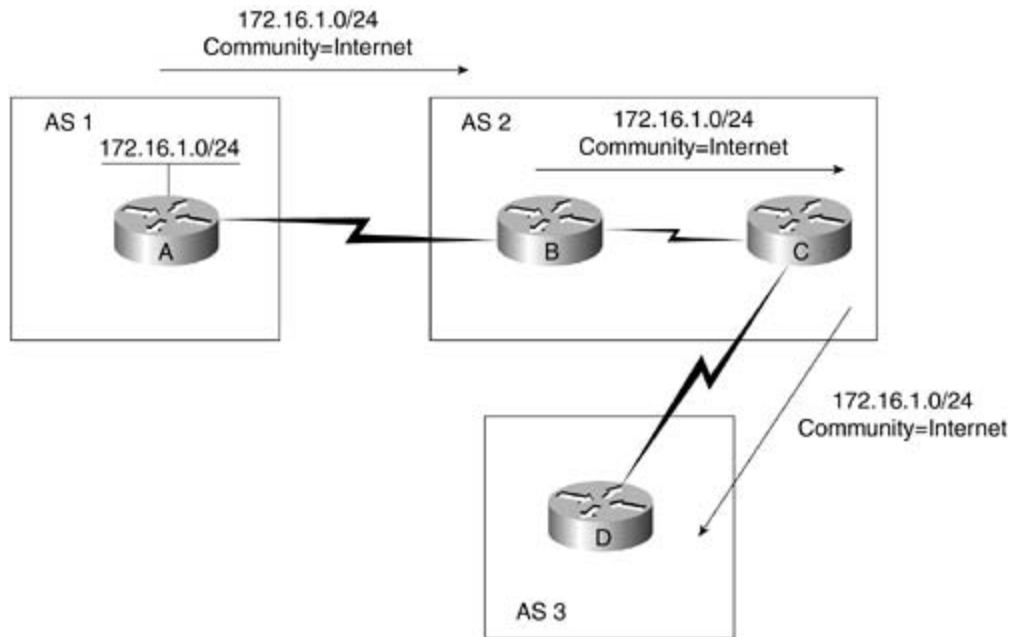 172.16.1.0/24
Community=Internet
AS 1
172.16.1.0/24
A
AS 2
172.16.1.0/24
Community=Internet
B
C
172.16.1.0/24
Community=Internet
D
AS 3